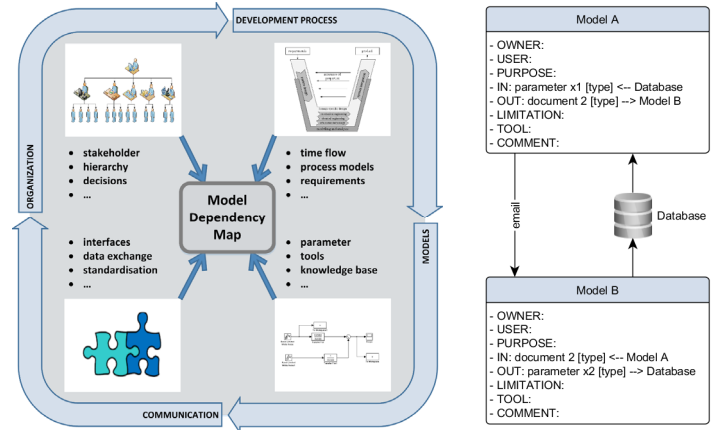 DEVELOPMENT PROCESS
ORGANIZATION
MODELS
COMMUNICATION
• stakeholder
• hierarchy
• decisions
• ...
• time flow
• process models
• requirements
• ...
Model
Dependency
Map
• interfaces
• data exchange
• standardisation
• ...
• parameter
• tools
• knowledge base
• ...
Model A
- OWNER:
- USER:
- PURPOSE:
- IN: parameter x1 [type] <-- Database
- OUT: document 2 [type] --> Model B
- LIMITATION:
- TOOL:
- COMMENT:
email
Database
Model B
- OWNER:
- USER:
- PURPOSE:
- IN: document 2 [type] <-- Model A
- OUT: parameter x2 [type] --> Database
- LIMITATION:
- TOOL:
- COMMENT: